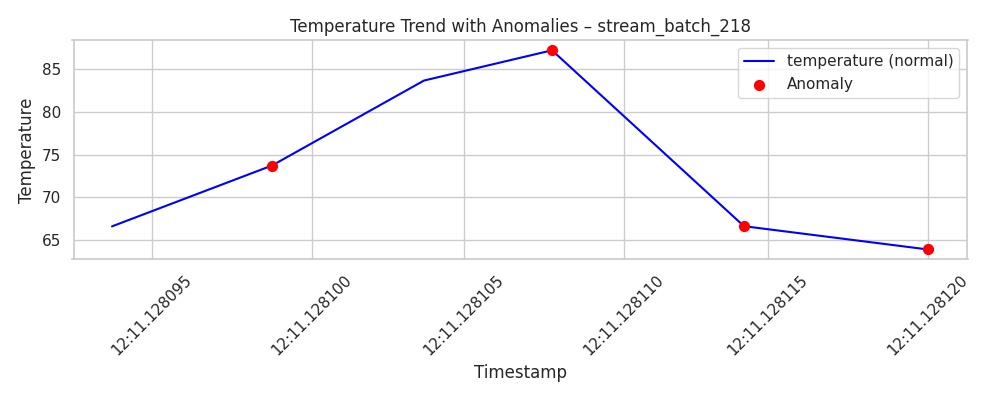 Temperature Trend with Anomalies – stream_batch_218
temperature (normal)
Anomaly
Temperature
85
80
75
70
65
12:11.128095
12:11.128100
12:11.128105
12:11.128110
12:11.128115
12:11.128120
Timestamp